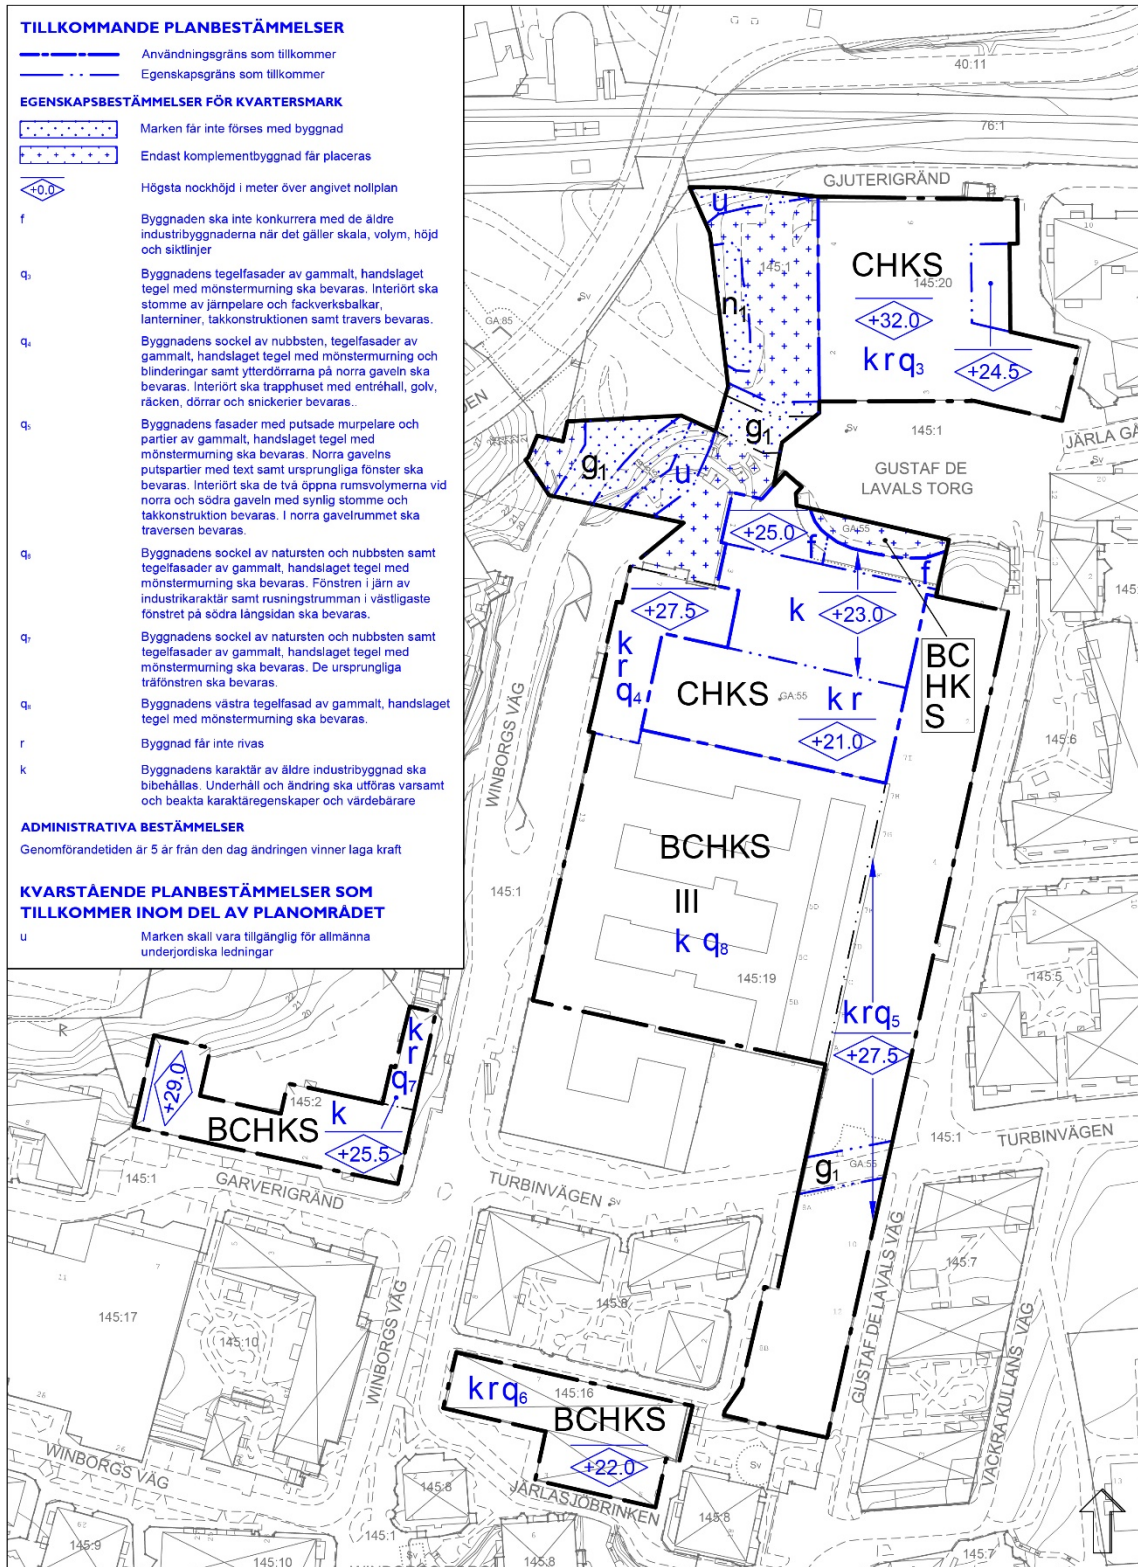 TILLKOMMANDE PLANBESTÄMMELSER
Användningsgräns som tillkommer
Egenskapsgräns som tillkommer
EGENSKAPSBESTÄMMELSER FÖR KVARTERSMARK
Marken får inte förses med byggnad
Endast komplementbyggnad får placeras
+0.0 Högsta nockhöjd i meter över angivet nollplan
f Byggnaden ska inte konkurrera med de äldre
industribyggnaderna när det gäller skala, volym, höjd
och siktlinjer
q₃ Byggnadens tegelfasader av gammalt, handslaget
tegel med mönstermurning ska bevaras. Interiört ska
stomme av järnpelare och fackverksbalkar,
lanterniner, takkonstruktionen samt travers bevaras.
q₄ Byggnadens sockel av nubbsten, tegelfasader av
gammalt, handslaget tegel med mönstermurning och
blinderingar samt ytterdörrarna på norra gaveln ska
bevaras. Interiört ska trapphuset med entréhall, golv,
räcken, dörrar och snickerier bevaras..
q₅ Byggnadens fasader med putsade murpelare och
partier av gammalt, handslaget tegel med
mönstermurning ska bevaras. Norra gavelns
putspartier med text samt ursprungliga fönster ska
bevaras. Interiört ska de två öppna rumsvolymerna vid
norra och södra gaveln med synlig stomme och
takkonstruktion bevaras. I norra gavelrummet ska
traversen bevaras.
q₆ Byggnadens sockel av natursten och nubbsten samt
tegelfasader av gammalt, handslaget tegel med
mönstermurning ska bevaras. Fönstren i järn av
industrikaraktär samt rusningstrumman i västligaste
fönstret på södra långsidan ska bevaras.
q₇ Byggnadens sockel av natursten och nubbsten samt
tegelfasader av gammalt, handslaget tegel med
mönstermurning ska bevaras. De ursprungliga
träfönstren ska bevaras.
q₈ Byggnadens västra tegelfasad av gammalt, handslaget
tegel med mönstermurning ska bevaras.
r Byggnad får inte rivas
k Byggnadens karaktär av äldre industribyggnad ska
bibehållas. Underhåll och ändring ska utföras varsamt
och beakta karaktäregenskaper och värdebärare
ADMINISTRATIVA BESTÄMMELSER
Genomförandetiden är 5 år från den dag ändringen vinner laga kraft
KVARSTÅENDE PLANBESTÄMMELSER SOM
TILLKOMMER INOM DEL AV PLANOMRÅDET
u Marken skall vara tillgänglig för allmänna
underjordiska ledningar
40:11
76:1
GJUTERIGRÄND
u
145:1
CHKS
145:20
n₁
+32.0
krq₃
+24.5
Sv
GA:85
g₁
g₁
u
Sv
145:1
GUSTAF DE
LAVALS TORG
JÄRLA GÅ
Sv
+25.0
f
GA:55
f
+27.5
k
+23.0
k
r
q₄
CHKS
GA:55
k r
+21.0
BC
HK
S
145:6
WINBORGS VÄG
145:1
BCHKS
III
k q₈
145:19
145:5
krq₅
+27.5
k
r
q₇
+29.0
145:2
k
BCHKS
+25.5
145:1
GARVERIGRÄND
TURBINVÄGEN
Sv
g₁
GA:55
145:1
TURBINVÄGEN
145:17
145:10
WINBORGS VÄG
145:8
GUSTAF DE LAVALS VÄG
145:7
VACKRA KULLANS VÄG
krq₆
145:16
BCHKS
+22.0
JÄRLASJÖBRINKEN
Sv
WINBORGS VÄG
145:8
145:8
145:1
145:9
145:10
145:8
145:7